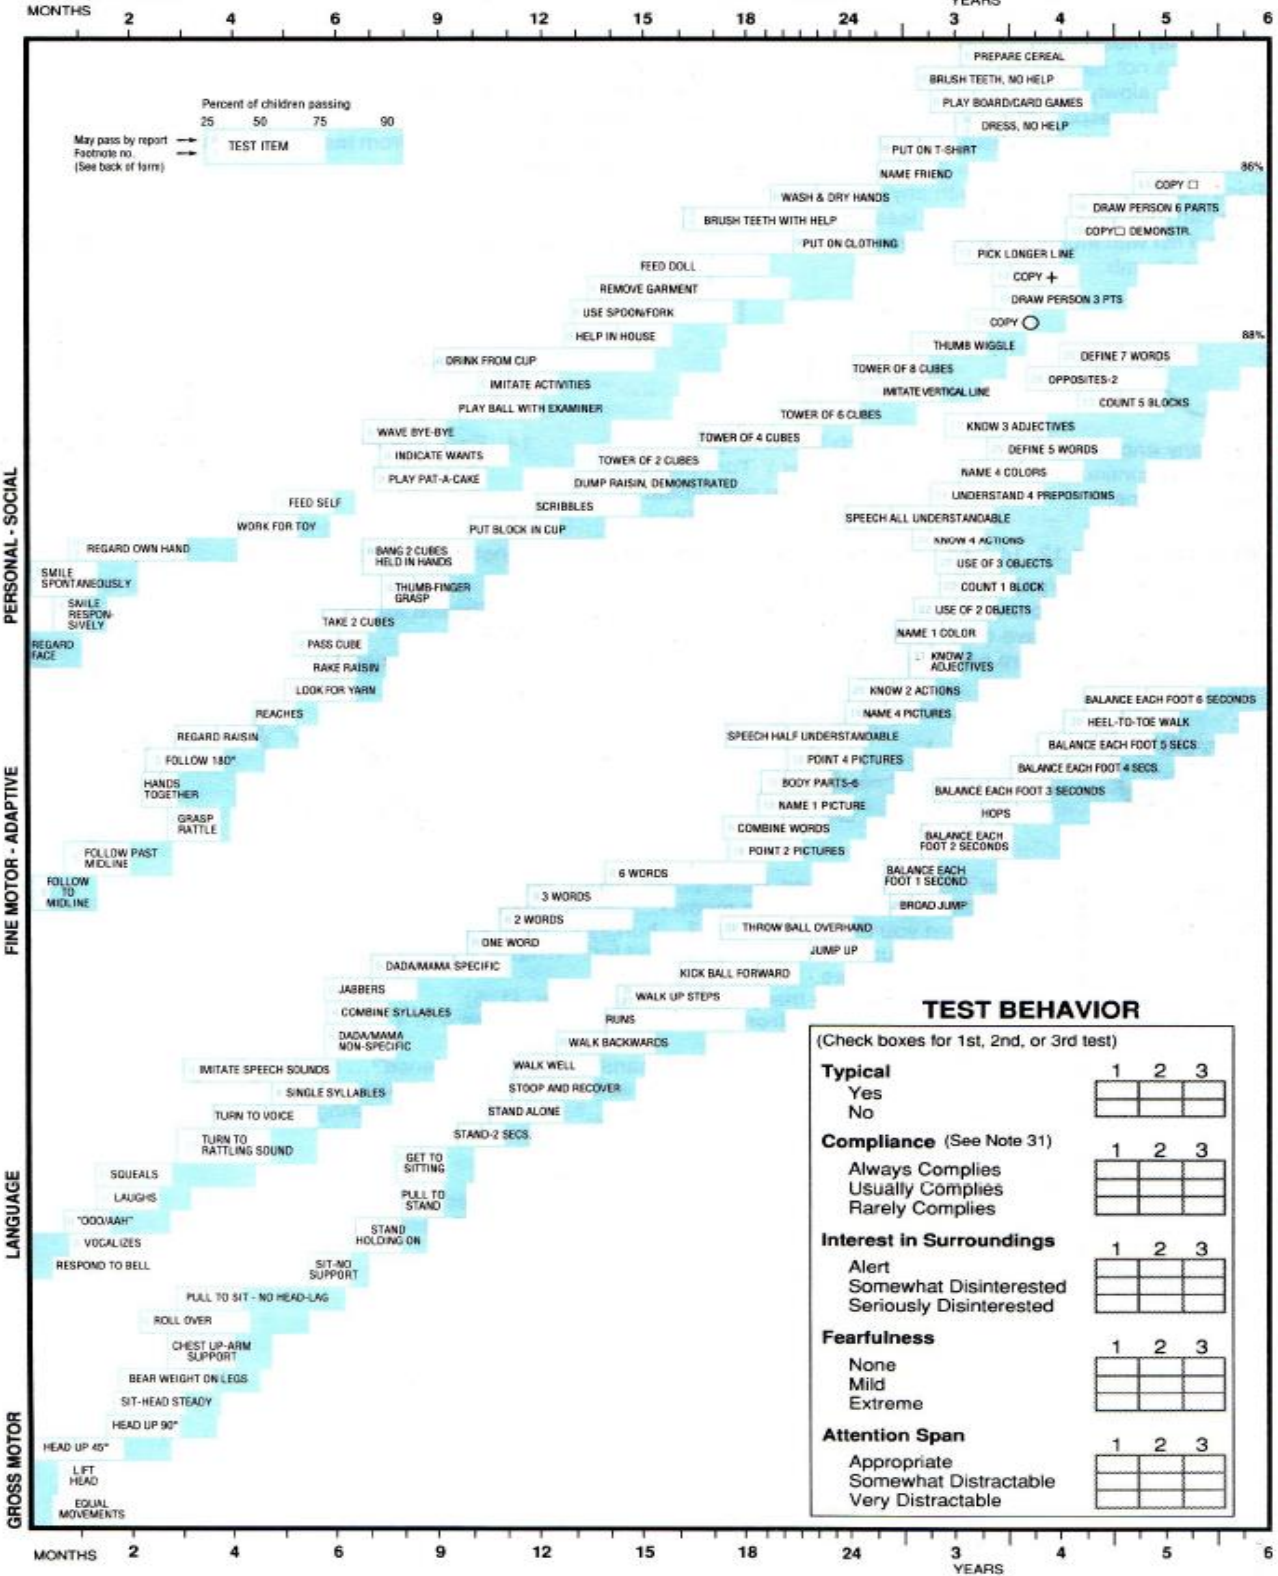 MONTHS 2 4 6 9 12 15 18 24 3 YEARS 4 5 6
PREPARE CEREAL
BRUSH TEETH, NO HELP
PLAY BOARD/CARD GAMES
Percent of children passing
25 50 75 90
May pass by report
Footnote no.
(See back of form)
TEST ITEM
DRESS, NO HELP
PUT ON T-SHIRT
NAME FRIEND
86%
COPY □
WASH & DRY HANDS
DRAW PERSON 6 PARTS
BRUSH TEETH WITH HELP
COPY□ DEMONSTR.
PUT ON CLOTHING
PICK LONGER LINE
FEED DOLL
COPY +
REMOVE GARMENT
DRAW PERSON 3 PTS
USE SPOON/FORK
COPY ○
HELP IN HOUSE
88%
THUMB WIGGLE
DRINK FROM CUP
DEFINE 7 WORDS
TOWER OF 8 CUBES
IMITATE ACTIVITIES
OPPOSITES-2
IMITATE VERTICAL LINE
PLAY BALL WITH EXAMINER
COUNT 5 BLOCKS
TOWER OF 6 CUBES
WAVE BYE-BYE
KNOW 3 ADJECTIVES
TOWER OF 4 CUBES
INDICATE WANTS
DEFINE 5 WORDS
TOWER OF 2 CUBES
PLAY PAT-A-CAKE
NAME 4 COLORS
DUMP RAISIN, DEMONSTRATED
FEED SELF
UNDERSTAND 4 PREPOSITIONS
SCRIBBLES
WORK FOR TOY
SPEECH ALL UNDERSTANDABLE
PUT BLOCK IN CUP
REGARD OWN HAND
KNOW 4 ACTIONS
BANG 2 CUBES
HELD IN HANDS
USE OF 3 OBJECTS
SMILE
SPONTANEOUSLY
THUMB-FINGER
GRASP
COUNT 1 BLOCK
SMILE
RESPON-
SIVELY
USE OF 2 OBJECTS
TAKE 2 CUBES
NAME 1 COLOR
REGARD
FACE
PASS CUBE
KNOW 2
ADJECTIVES
RAKE RAISIN
LOOK FOR YARN
KNOW 2 ACTIONS
BALANCE EACH FOOT 6 SECONDS
REACHES
NAME 4 PICTURES
HEEL-TO-TOE WALK
REGARD RAISIN
SPEECH HALF UNDERSTANDABLE
BALANCE EACH FOOT 5 SECS.
FOLLOW 180°
POINT 4 PICTURES
BALANCE EACH FOOT 4 SECS.
HANDS
TOGETHER
BODY PARTS-6
BALANCE EACH FOOT 3 SECONDS
NAME 1 PICTURE
HOPS
GRASP
RATTLE
COMBINE WORDS
BALANCE EACH
FOOT 2 SECONDS
FOLLOW PAST
MIDLINE
POINT 2 PICTURES
6 WORDS
BALANCE EACH
FOOT 1 SECOND
FOLLOW
TO
MIDLINE
3 WORDS
BROAD JUMP
2 WORDS
THROW BALL OVERHAND
ONE WORD
JUMP UP
DADA/MAMA SPECIFIC
KICK BALL FORWARD
JABBERS
WALK UP STEPS
COMBINE SYLLABLES
RUNS
DADA/MAMA
NON-SPECIFIC
WALK BACKWARDS
IMITATE SPEECH SOUNDS
WALK WELL
SINGLE SYLLABLES
STOOP AND RECOVER
TURN TO VOICE
STAND ALONE
TURN TO
RATTLING SOUND
STAND-2 SECS.
GET TO
SITTING
SQUEALS
PULL TO
STAND
LAUGHS
"OOO/AAH"
STAND
HOLDING ON
VOCALIZES
RESPOND TO BELL
SIT-NO
SUPPORT
PULL TO SIT - NO HEAD-LAG
ROLL OVER
CHEST UP-ARM
SUPPORT
BEAR WEIGHT ON LEGS
SIT-HEAD STEADY
HEAD UP 90°
HEAD UP 45°
LIFT
HEAD
EQUAL
MOVEMENTS
PERSONAL - SOCIAL
FINE MOTOR - ADAPTIVE
LANGUAGE
GROSS MOTOR
TEST BEHAVIOR
(Check boxes for 1st, 2nd, or 3rd test)
Typical 1 2 3
Yes
No
Compliance (See Note 31) 1 2 3
Always Complies
Usually Complies
Rarely Complies
Interest in Surroundings 1 2 3
Alert
Somewhat Disinterested
Seriously Disinterested
Fearfulness 1 2 3
None
Mild
Extreme
Attention Span 1 2 3
Appropriate
Somewhat Distractable
Very Distractable
MONTHS 2 4 6 9 12 15 18 24 3 YEARS 4 5 6